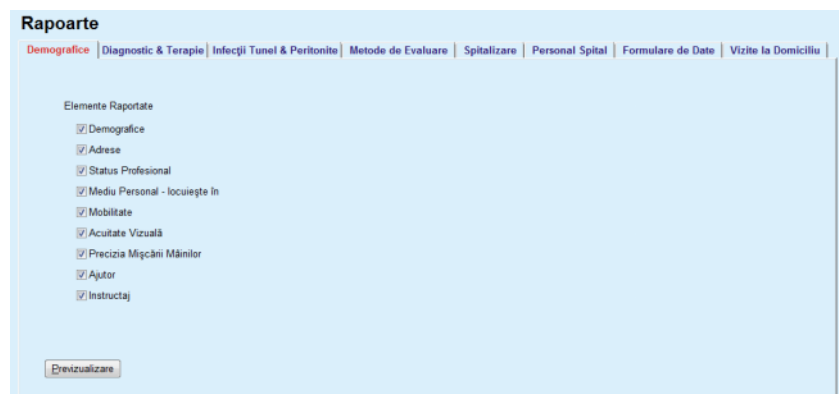 Rapoarte
Demografice Diagnostic & Terapie Infecţii Tunel & Peritonite Metode de Evaluare Spitalizare Personal Spital Formulare de Date Vizite la Domiciliu
Elemente Raportate
Demografice
Adrese
Status Profesional
Mediu Personal - locuieşte în
Mobilitate
Acuitate Vizuală
Precizia Mişcării Mâinilor
Ajutor
Instructaj
Previzualizare